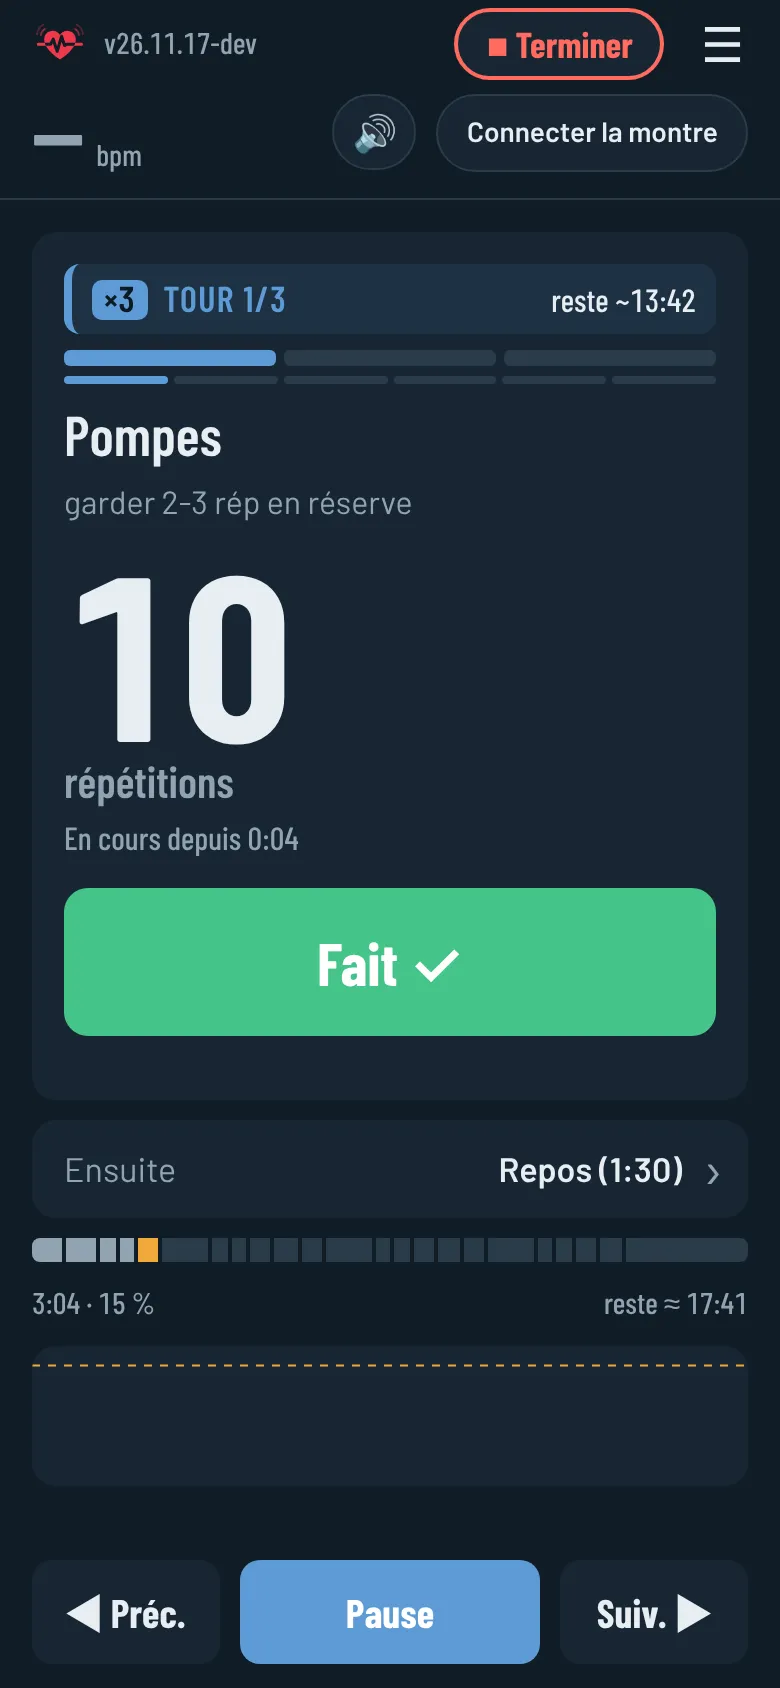 v26.11.17-dev
■ Terminer
— bpm
Connecter la montre
×3 TOUR 1/3
reste ~13:42
Pompes
garder 2-3 rép en réserve
10
répétitions
En cours depuis 0:04
Fait ✓
Ensuite
Repos (1:30) ›
3:04 · 15 %
reste ≈ 17:41
◀ Préc.
Pause
Suiv. ▶